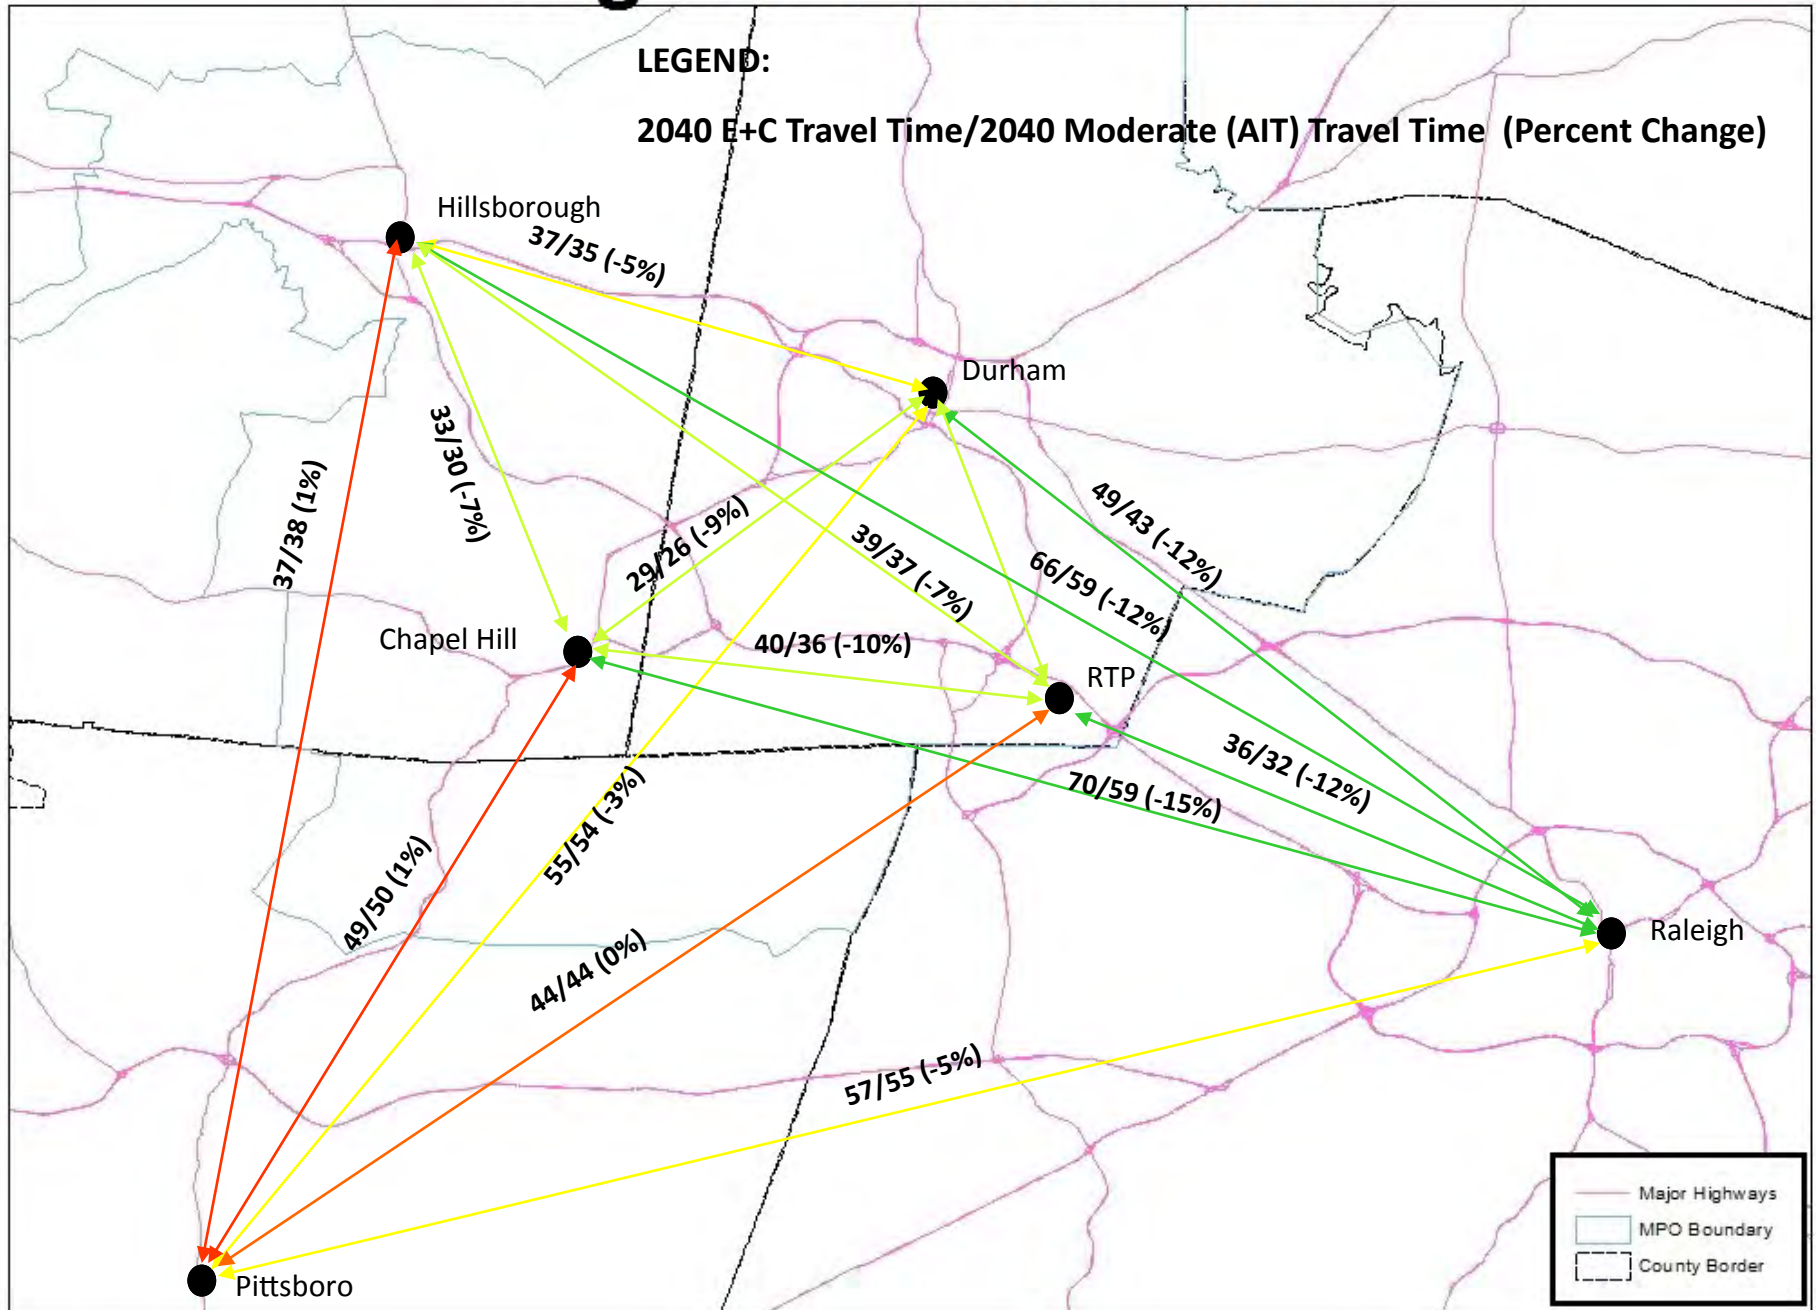 LEGEND:
2040 E+C Travel Time/2040 Moderate (AIT) Travel Time (Percent Change)
Hillsborough
37/35 (-5%)
Durham
33/30 (-7%)
37/38 (1%)
29/26 (-9%)
39/37 (-7%)
49/43 (-12%)
66/59 (-12%)
Chapel Hill
40/36 (-10%)
RTP
36/32 (-12%)
70/59 (-15%)
55/54 (-3%)
49/50 (1%)
44/44 (0%)
Raleigh
57/55 (-5%)
Pittsboro
Major Highways
MPO Boundary
County Border